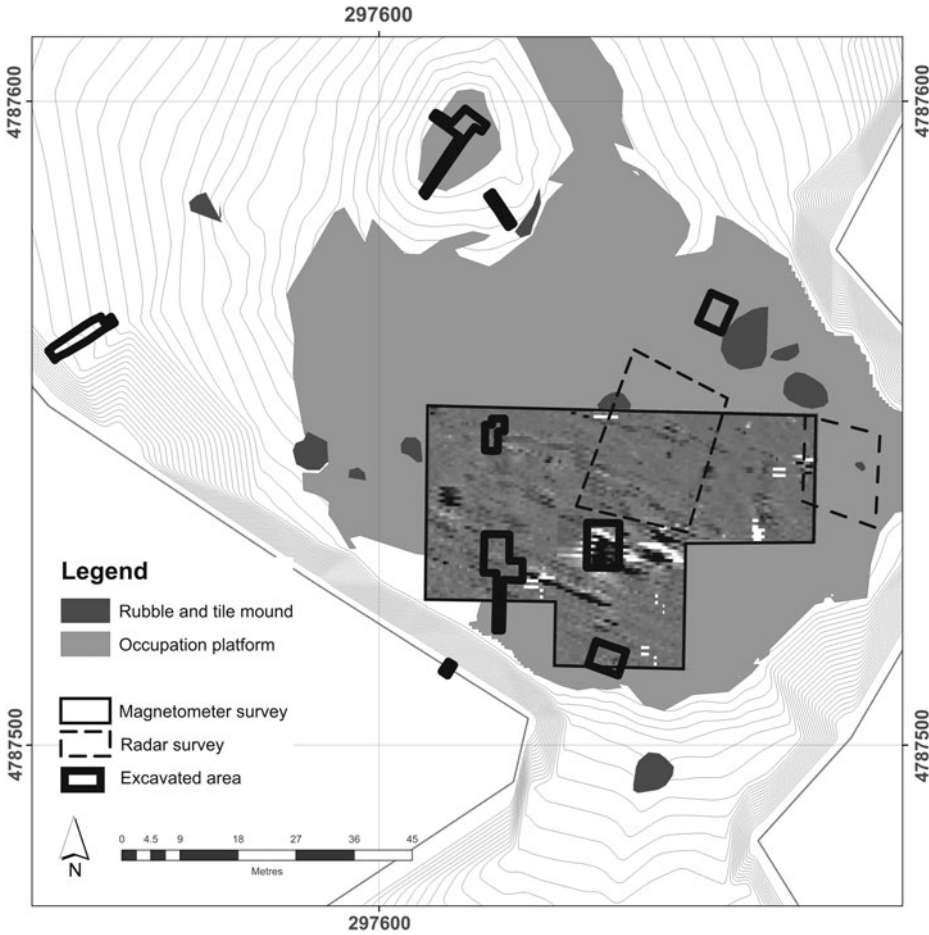 297600
4787600
4787600
Legend
Rubble and tile mound
Occupation platform
Magnetometer survey
Radar survey
Excavated area
4787500
4787500
0 4.5 9 18 27 36 45
Metres
N
297600